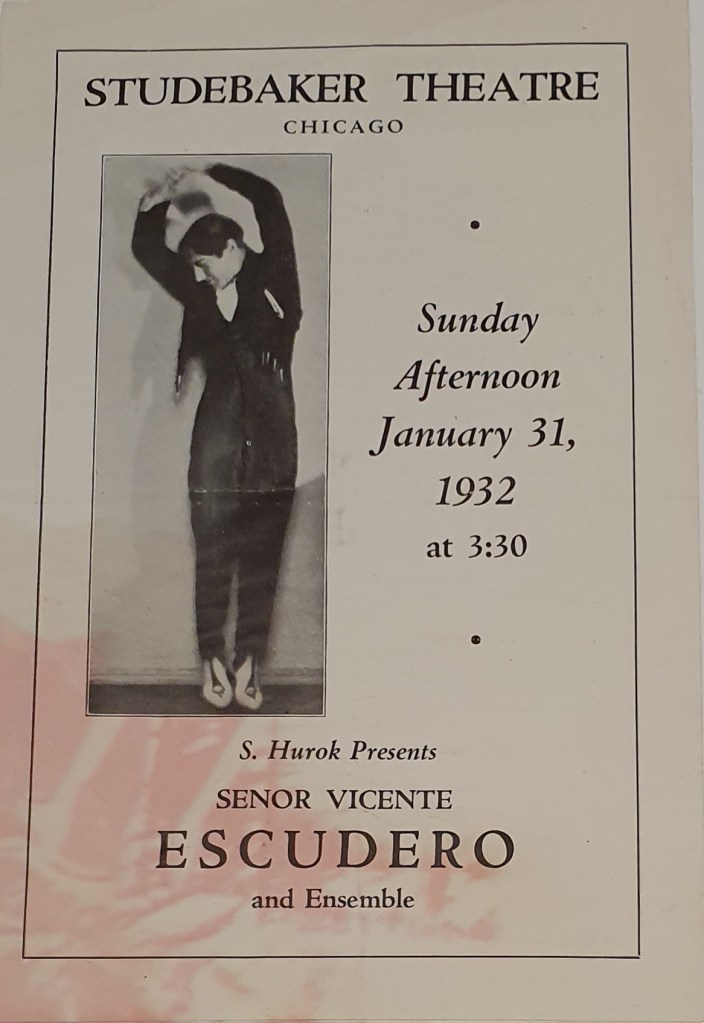 STUDEBAKER THEATRE
CHICAGO
Sunday
Afternoon
January 31,
1932
at 3:30
S. Hurok Presents
SENOR VICENTE
ESCUDERO
and Ensemble